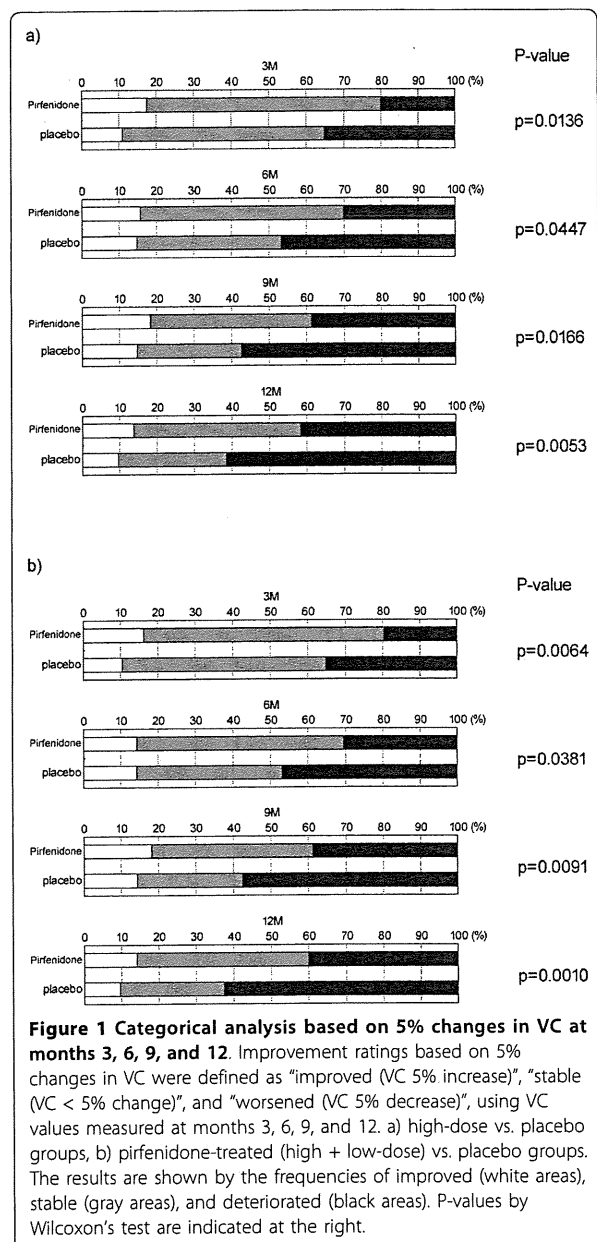 a)
P-value
3M
0 10 20 30 40 50 60 70 80 90 100 (%)
Pirfenidone
p=0.0136
placebo
6M
0 10 20 30 40 50 60 70 80 90 100 (%)
Pirfenidone
p=0.0447
placebo
9M
0 10 20 30 40 50 60 70 80 90 100 (%)
Pirfenidone
p=0.0166
placebo
12M
0 10 20 30 40 50 60 70 80 90 100 (%)
Pirfenidone
p=0.0053
placebo
b)
P-value
3M
0 10 20 30 40 50 60 70 80 90 100 (%)
Pirfenidone
p=0.0064
placebo
6M
0 10 20 30 40 50 60 70 80 90 100 (%)
Pirfenidone
p=0.0381
placebo
9M
0 10 20 30 40 50 60 70 80 90 100 (%)
Pirfenidone
p=0.0091
placebo
12M
0 10 20 30 40 50 60 70 80 90 100 (%)
Pirfenidone
p=0.0010
placebo
Figure 1 Categorical analysis based on 5% changes in VC at
months 3, 6, 9, and 12. Improvement ratings based on 5%
changes in VC were defined as "improved (VC 5% increase)", "stable
(VC < 5% change)", and "worsened (VC 5% decrease)", using VC
values measured at months 3, 6, 9, and 12. a) high-dose vs. placebo
groups, b) pirfenidone-treated (high + low-dose) vs. placebo groups.
The results are shown by the frequencies of improved (white areas),
stable (gray areas), and deteriorated (black areas). P-values by
Wilcoxon's test are indicated at the right.